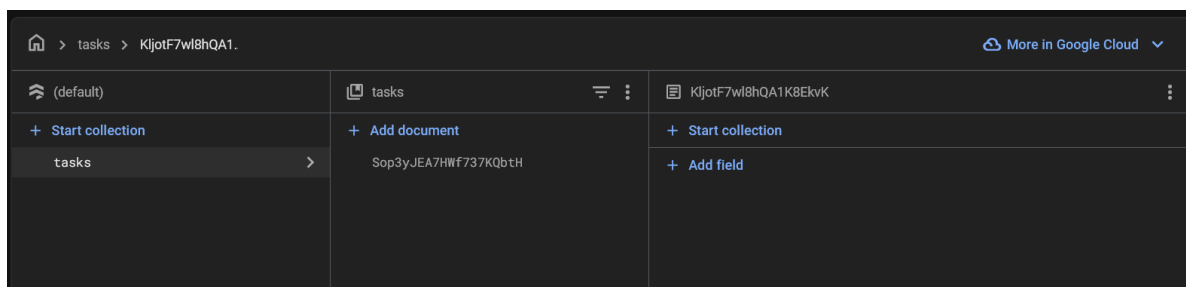 tasks > KljotF7wl8hQA1.
More in Google Cloud
(default)
tasks
KljotF7wl8hQA1K8EkvK
+ Start collection
+ Add document
+ Start collection
tasks
Sop3yJEA7HWf737KQbtH
+ Add field